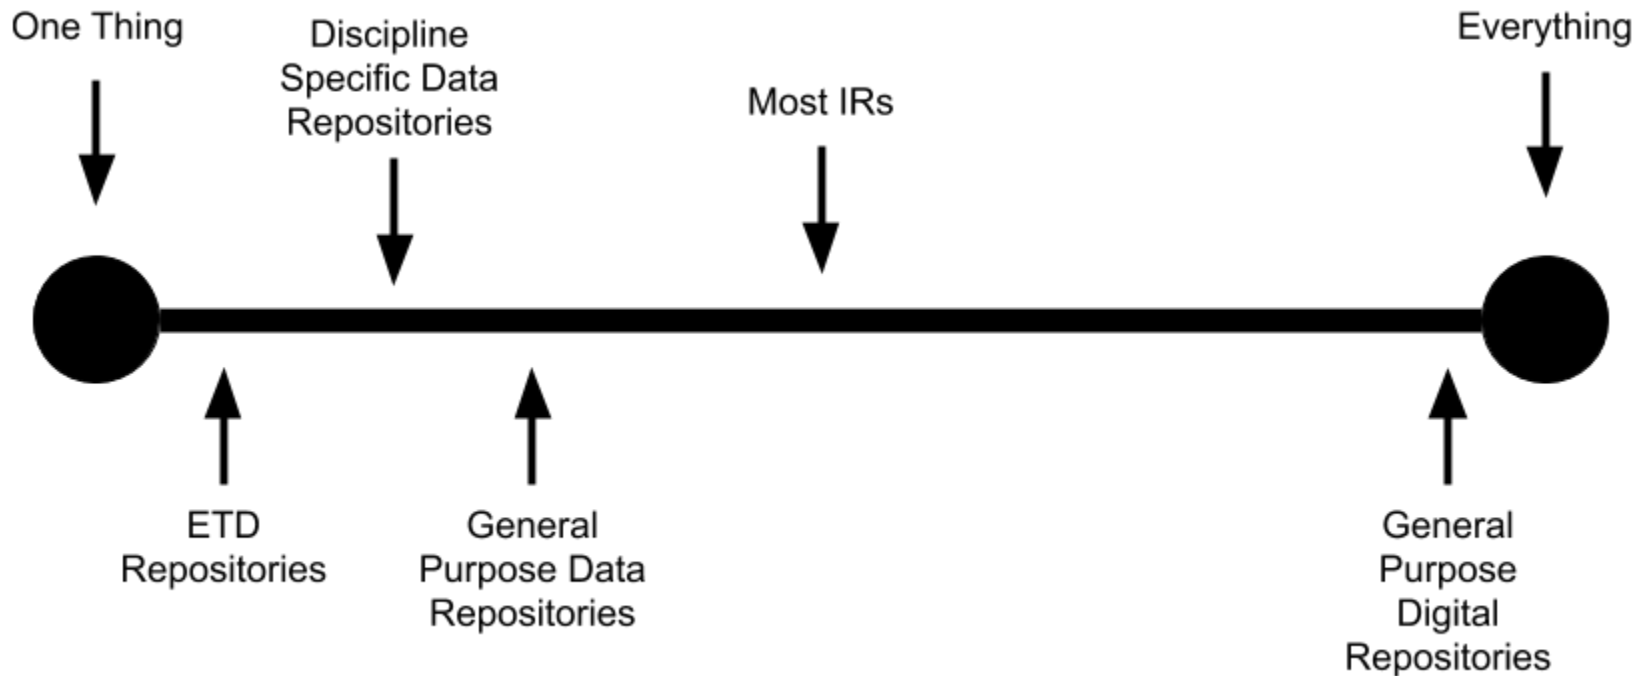 One Thing
Discipline
Specific Data
Repositories
Most IRs
Everything
ETD
Repositories
General
Purpose Data
Repositories
General
Purpose
Digital
Repositories